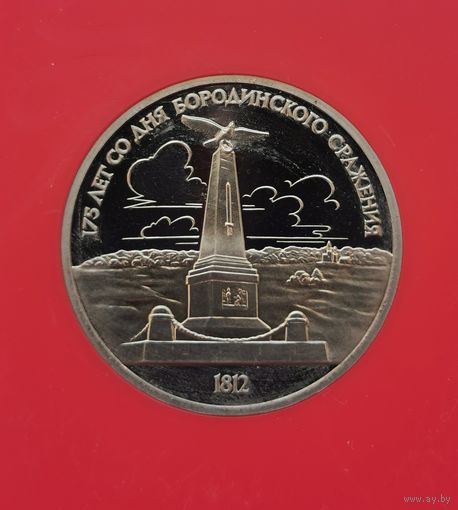 175 ЛЕТ СО ДНЯ БОРОДИНСКОГО СРАЖЕНИЯ
1812
www.ay.by